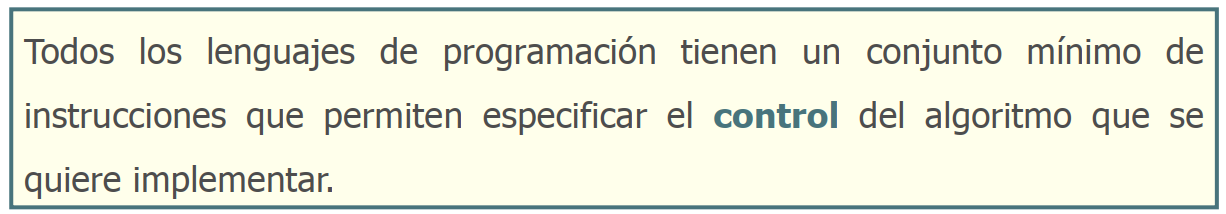 Todos los lenguajes de programación tienen un conjunto mínimo de
instrucciones que permiten especificar el control del algoritmo que se
quiere implementar.